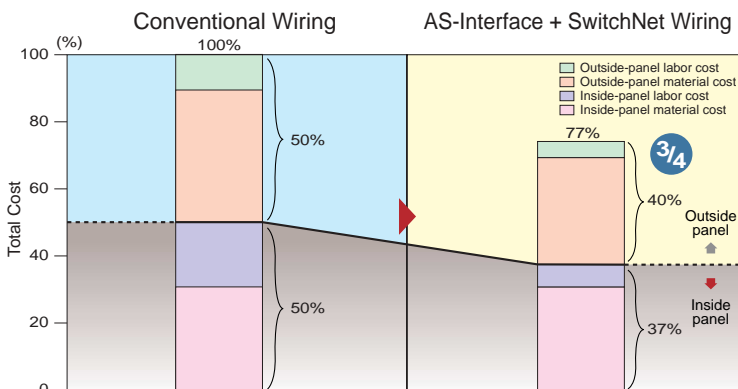 Conventional Wiring
AS-Interface + SwitchNet Wiring
(%)
100
80
60
40
20
0
Total Cost
100%
50%
50%
Outside-panel labor cost
Outside-panel material cost
Inside-panel labor cost
Inside-panel material cost
77%
3/4
40%
Outside
panel
Inside
panel
37%